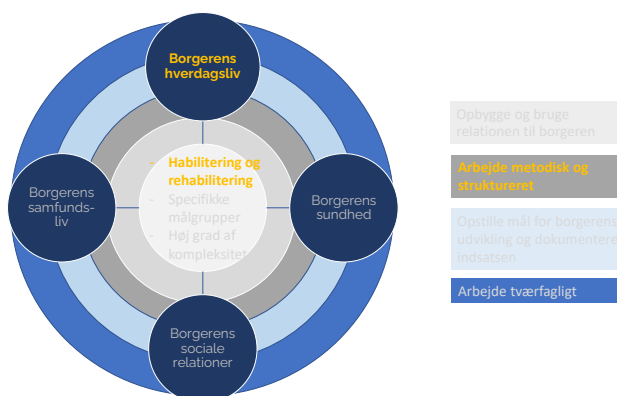 Borgerens
hverdagsliv
Borgerens
samfunds-
liv
- Habilitering og
rehabilitering
- Specifikke
målgrupper
- Høj grad af
kompleksitet
Borgerens
sundhed
Borgerens
sociale
relationer
Opbygge og bruge
relationen til borgeren
Arbejde metodisk og
struktureret
Opstille mål for borgerens
udvikling og dokumentere
indsatsen
Arbejde tværfagligt